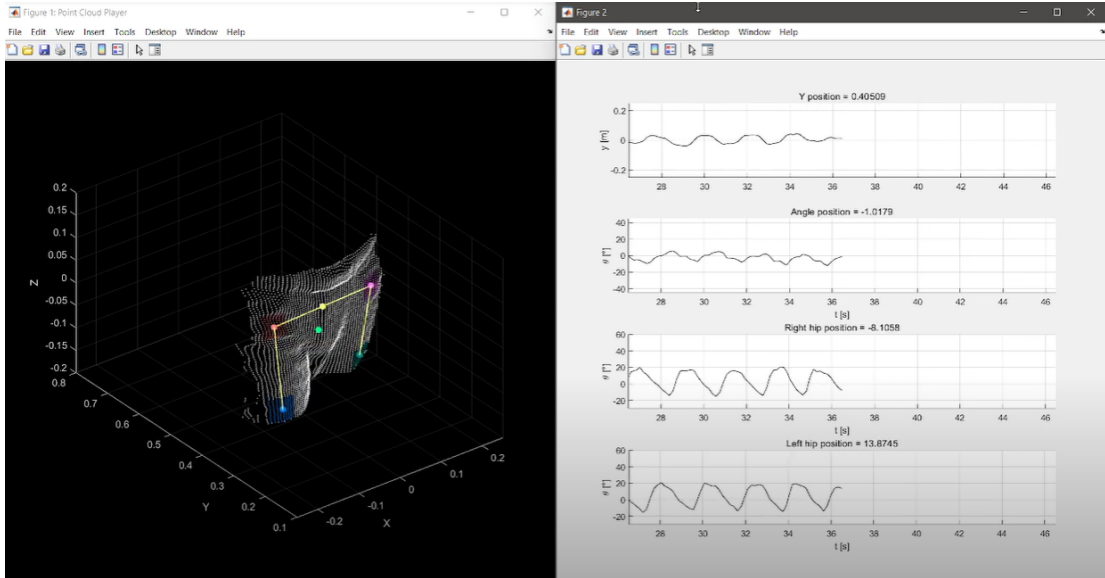 Figure 1: Point Cloud Player
File Edit View Insert Tools Desktop Window Help
0.2
0.15
0.1
0.05
0
-0.05
-0.1
-0.15
-0.2
Z
0.8
0.7
0.6
0.5
0.4
0.3
0.2
0.1
Y
-0.2
-0.1
0
0.1
0.2
X
Figure 2
File Edit View Insert Tools Desktop Window Help
Y position = 0.40509
y [m]
0.2
0
-0.2
28 30 32 34 36 38 40 42 44 46
Angle position = -1.0179
θ [°]
40
20
0
-20
-40
28 30 32 34 36 38 40 42 44 46
t [s]
Right hip position = -8.1058
θ [°]
60
40
20
0
-20
28 30 32 34 36 38 40 42 44 46
t [s]
Left hip position = 13.8745
θ [°]
60
40
20
0
-20
28 30 32 34 36 38 40 42 44 46
t [s]